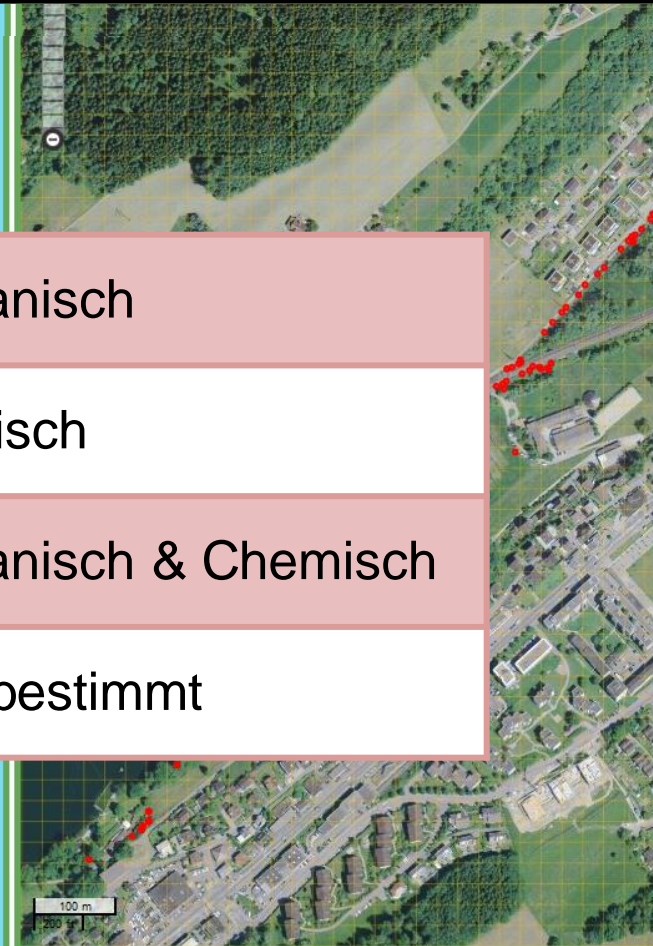 anisch
isch
anisch & Chemisch
bestimmt
100 m
200 ft